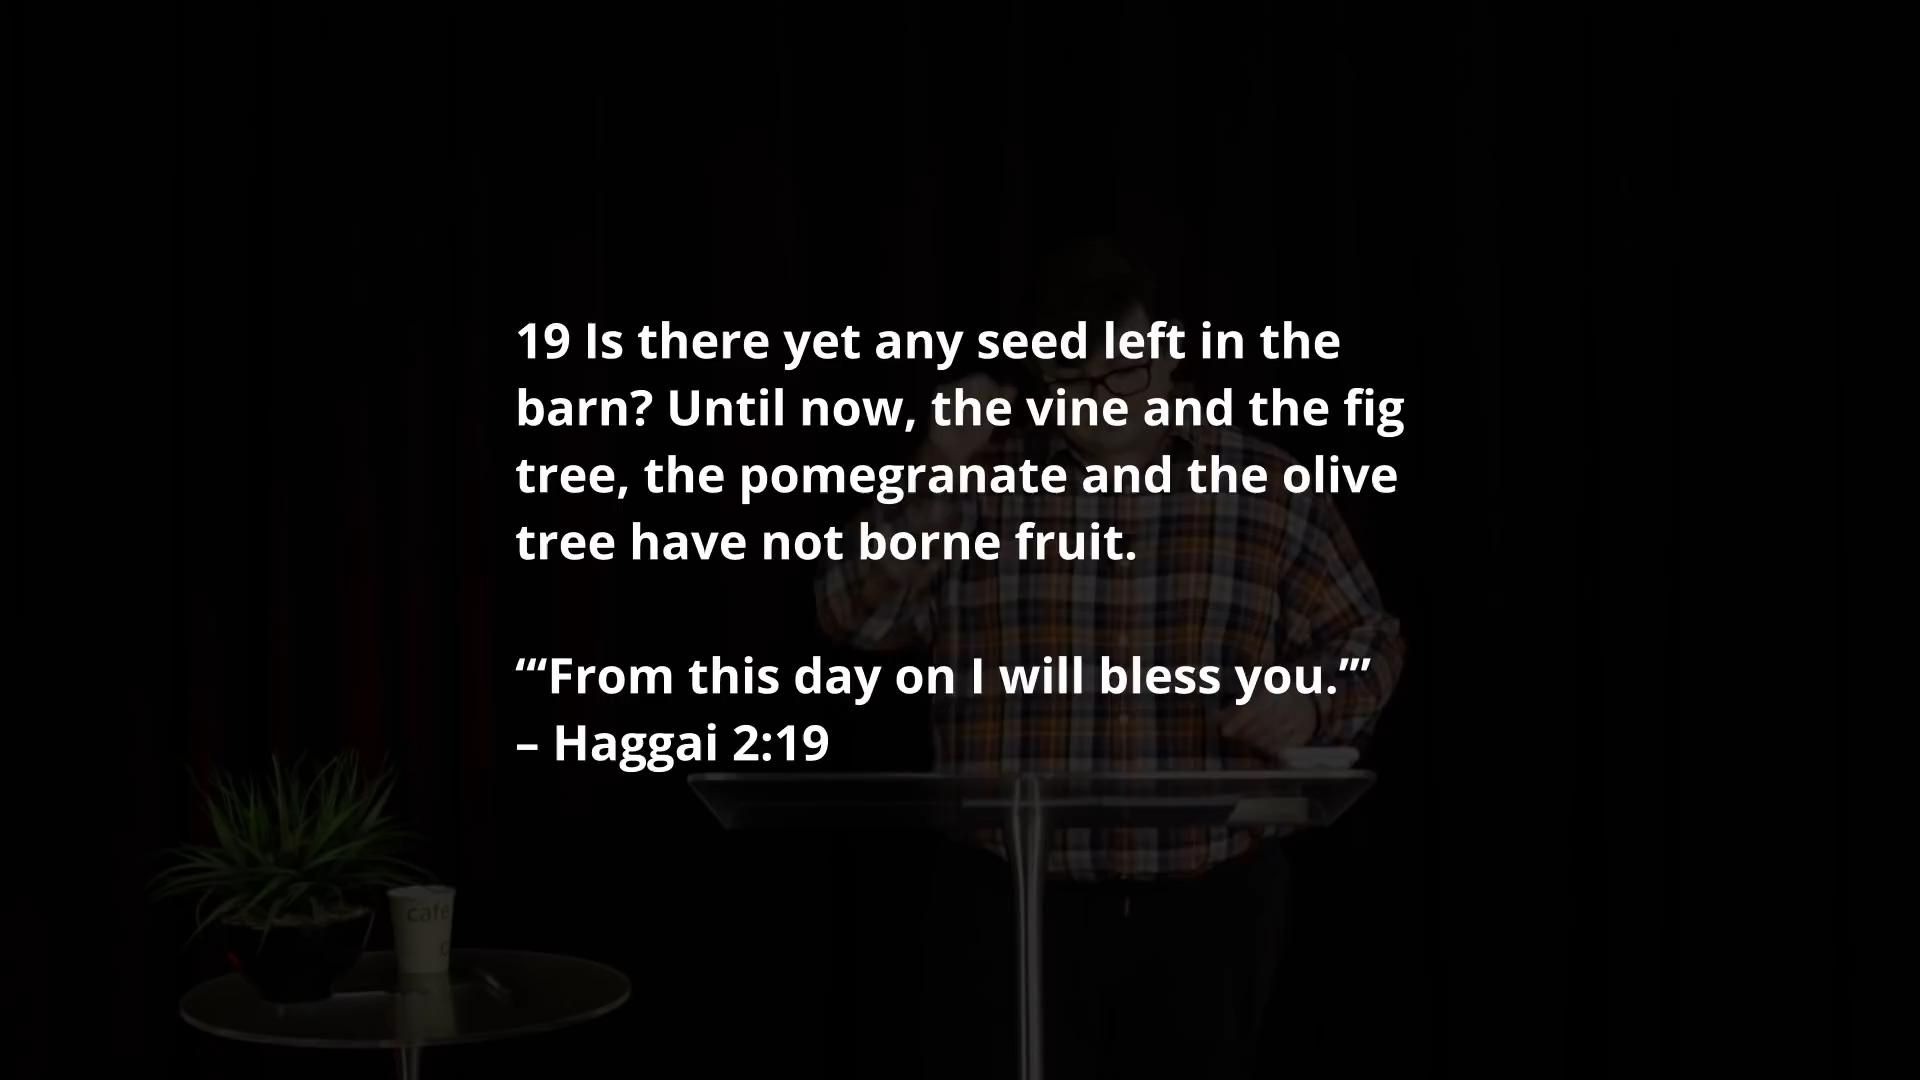 19 Is there yet any seed left in the
barn? Until now, the vine and the fig
tree, the pomegranate and the olive
tree have not borne fruit.
“‘“From this day on I will bless you.’”
– Haggai 2:19
cafe